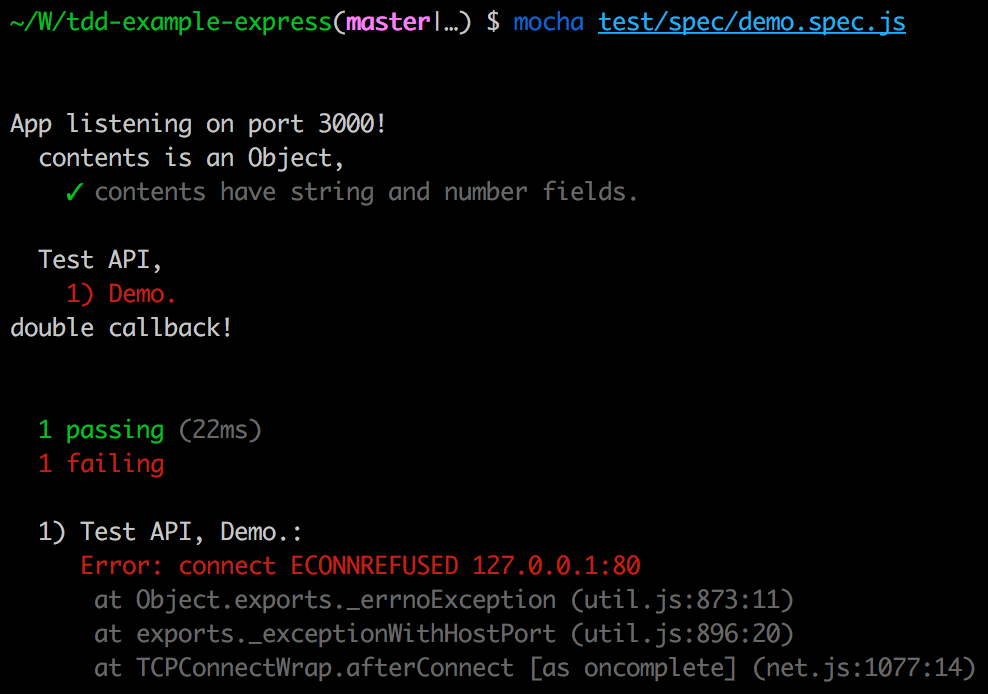 ~/W/tdd-example-express(master|…) $ mocha test/spec/demo.spec.js
App listening on port 3000!
contents is an Object,
✓ contents have string and number fields.
Test API,
1) Demo.
double callback!
1 passing (22ms)
1 failing
1) Test API, Demo.:
Error: connect ECONNREFUSED 127.0.0.1:80
at Object.exports._errnoException (util.js:873:11)
at exports._exceptionWithHostPort (util.js:896:20)
at TCPConnectWrap.afterConnect [as oncomplete] (net.js:1077:14)